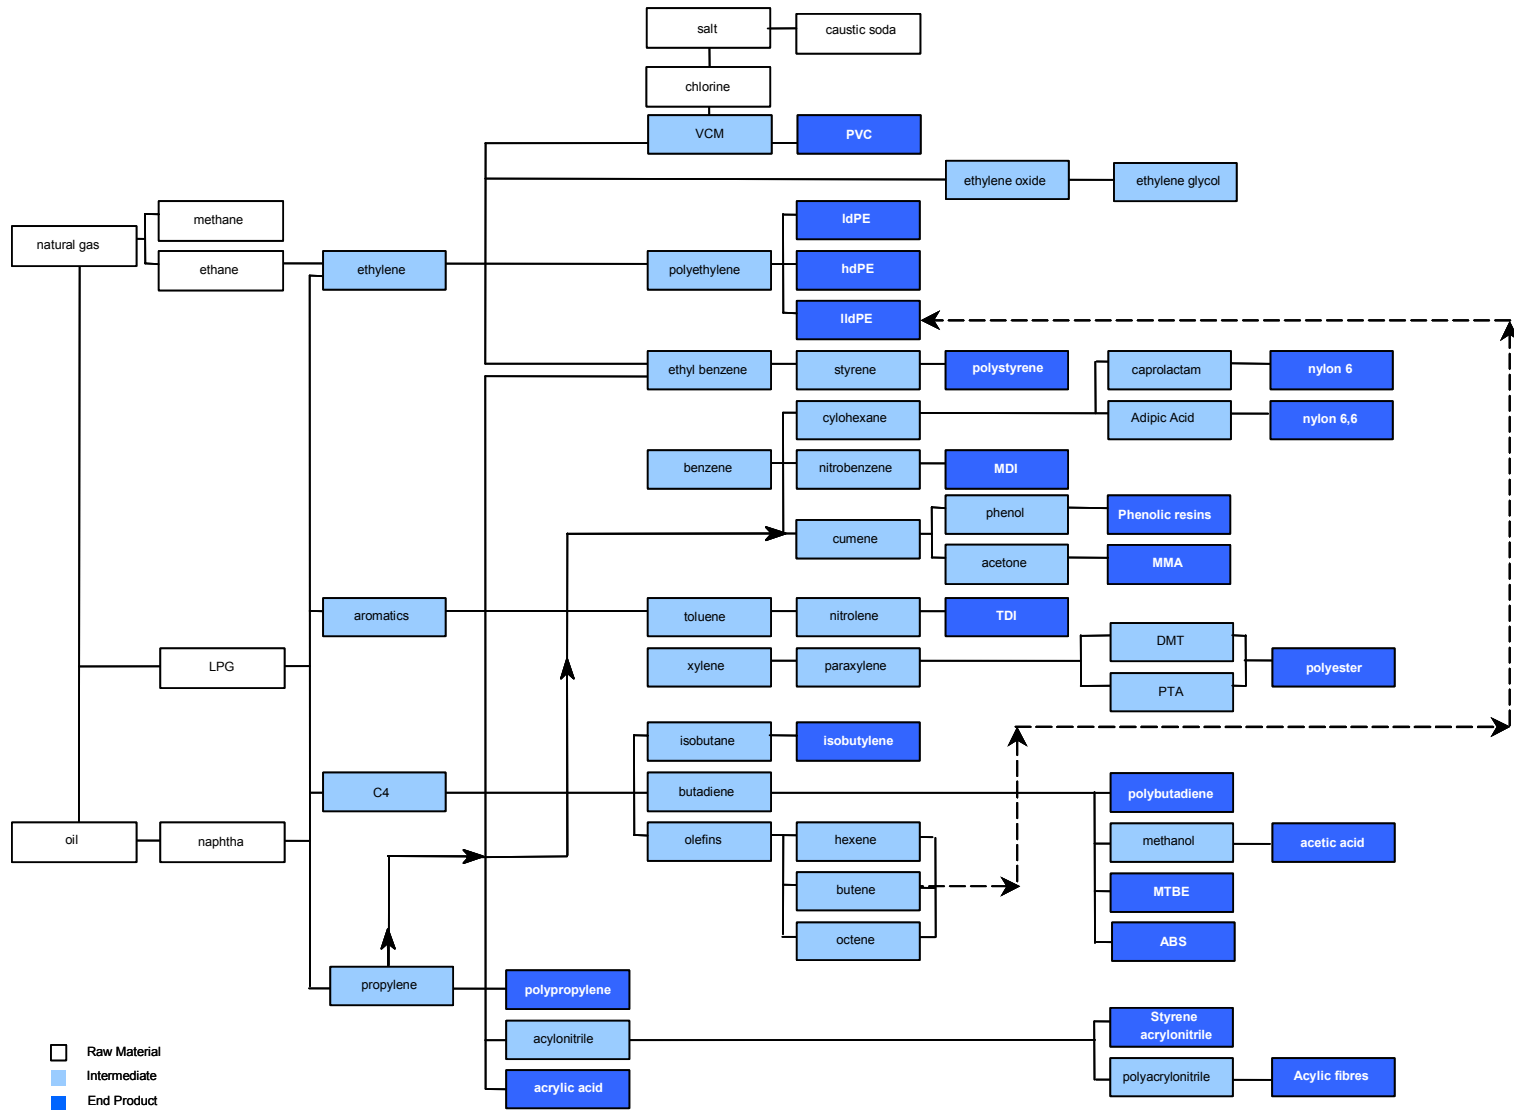 salt
caustic soda
chlorine
VCM
PVC
ethylene oxide
ethylene glycol
methane
ldPE
natural gas
ethane
ethylene
polyethylene
hdPE
lldPE
ethyl benzene
styrene
polystyrene
caprolactam
nylon 6
cylohexane
Adipic Acid
nylon 6,6
benzene
nitrobenzene
MDI
phenol
Phenolic resins
cumene
acetone
MMA
aromatics
toluene
nitrolene
TDI
DMT
LPG
xylene
paraxylene
polyester
PTA
isobutane
isobutylene
C4
butadiene
polybutadiene
oil
naphtha
olefins
hexene
methanol
acetic acid
butene
MTBE
octene
ABS
propylene
polypropylene
acylonitrile
Styrene
acrylonitrile
acrylic acid
polyacrylonitrile
Acylic fibres
Raw Material
Intermediate
End Product